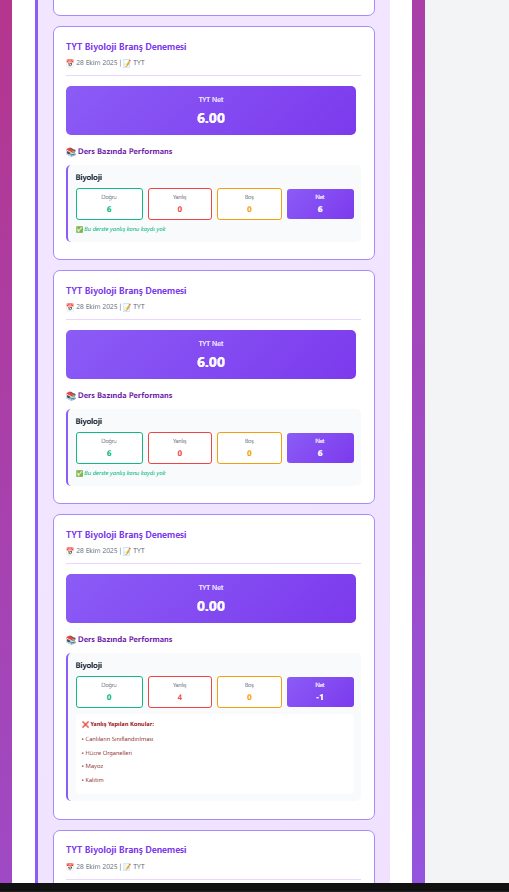 TYT Biyoloji Branş Denemesi
📅 28 Ekim 2025 | 📝 TYT
TYT Net
6.00
📚 Ders Bazında Performans
Biyoloji
Doğru Yanlış Boş Net
6 0 0 6
✅ Bu derste yanlış konu kaydı yok
TYT Biyoloji Branş Denemesi
📅 28 Ekim 2025 | 📝 TYT
TYT Net
6.00
📚 Ders Bazında Performans
Biyoloji
Doğru Yanlış Boş Net
6 0 0 6
✅ Bu derste yanlış konu kaydı yok
TYT Biyoloji Branş Denemesi
📅 28 Ekim 2025 | 📝 TYT
TYT Net
0.00
📚 Ders Bazında Performans
Biyoloji
Doğru Yanlış Boş Net
0 4 0 -1
❌ Yanlış Yapılan Konular:
• Canlıların Sınıflandırılması
• Hücre Organelleri
• Mayoz
• Kalıtım
TYT Biyoloji Branş Denemesi
📅 28 Ekim 2025 | 📝 TYT